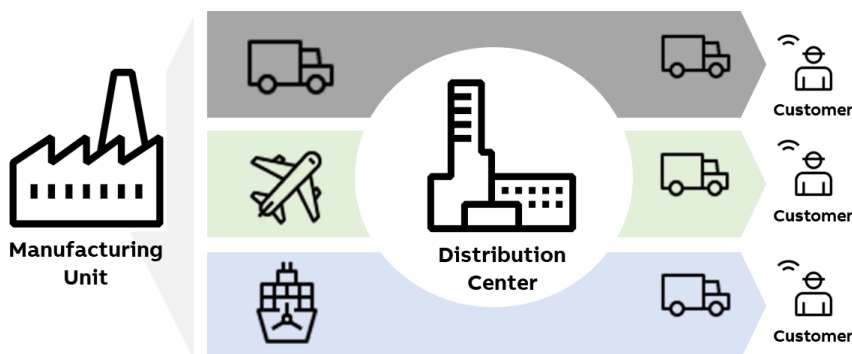 Manufacturing
Unit
Distribution
Center
Customer
Customer
Customer